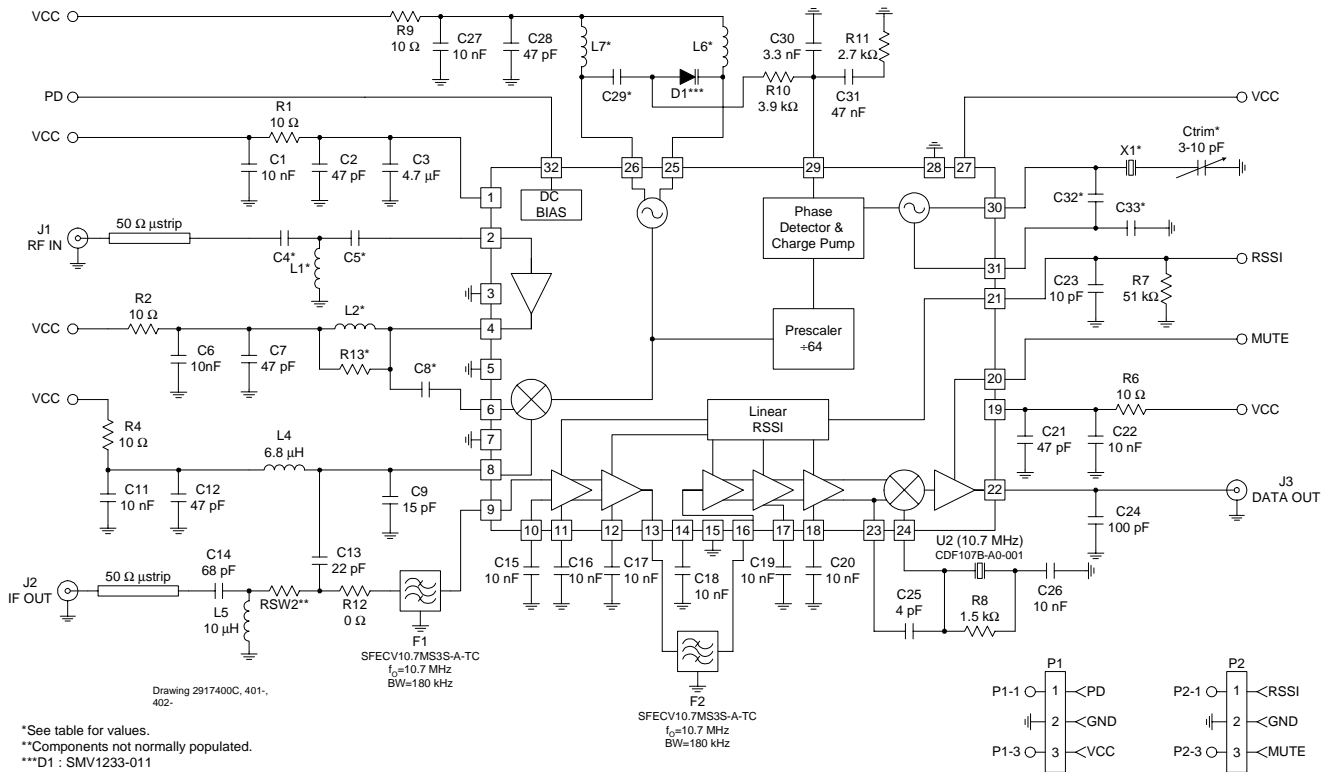 VCC
R9
10 Ω
C27
10 nF
C28
47 pF
L7*
C29*
D1***
L6*
R10
3.9 kΩ
C30
3.3 nF
C31
47 nF
R11
2.7 kΩ
PD
VCC
R1
10 Ω
C1
10 nF
C2
47 pF
C3
4.7 µF
32
26
25
29
28
27
VCC
DC
BIAS
1
J1
RF IN
50 Ω µstrip
C4*
L1*
C5*
2
3
Phase
Detector &
Charge Pump
30
31
X1*
Ctrim*
3-10 pF
C32*
C33*
RSSI
21
C23
10 pF
R7
51 kΩ
VCC
R2
10 Ω
C6
10nF
C7
47 pF
L2*
R13*
C8*
4
5
6
7
Prescaler
÷64
MUTE
20
19
R6
10 Ω
VCC
C21
47 pF
C22
10 nF
VCC
R4
10 Ω
C11
10 nF
C12
47 pF
L4
6.8 µH
C9
15 pF
8
9
Linear
RSSI
22
J3
DATA OUT
C24
100 pF
10
11
12
13
14
15
16
17
18
23
24
C15
10 nF
C16
10 nF
C17
10 nF
C18
10 nF
C19
10 nF
C20
10 nF
U2 (10.7 MHz)
CDF107B-A0-001
C25
4 pF
R8
1.5 kΩ
C26
10 nF
J2
IF OUT
50 Ω µstrip
C14
68 pF
L5
10 µH
RSW2**
C13
22 pF
R12
0 Ω
F1
SFECV10.7MS3S-A-TC
fO=10.7 MHz
BW=180 kHz
F2
SFECV10.7MS3S-A-TC
fO=10.7 MHz
BW=180 kHz
Drawing 2917400C, 401-,
402-
*See table for values.
**Components not normally populated.
***D1 : SMV1233-011
P1
P1-1 1 PD
2 GND
P1-3 3 VCC
P2
P2-1 1 RSSI
2 GND
P2-3 3 MUTE